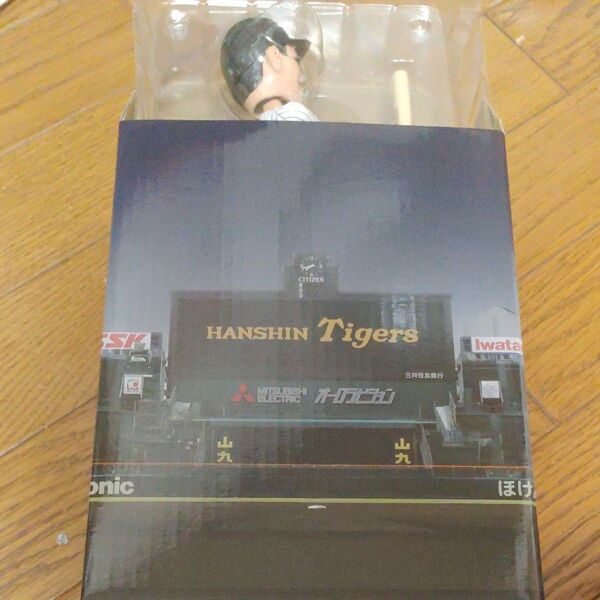 CITIZEN
HANSHIN Tigers
SSK
Iwata
三井住友銀行
MITSUBISHI
ELECTRIC
オーロラビジョン
山九
山九
onic
ほけん